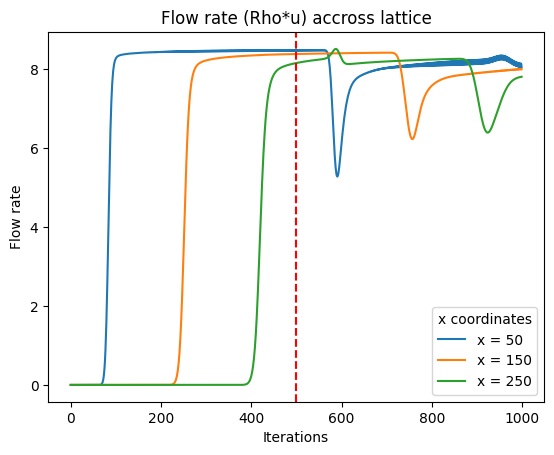 Flow rate (Rho*u) accross lattice
Flow rate
8
6
4
2
0
0 200 400 600 800 1000
Iterations
x coordinates
x = 50
x = 150
x = 250